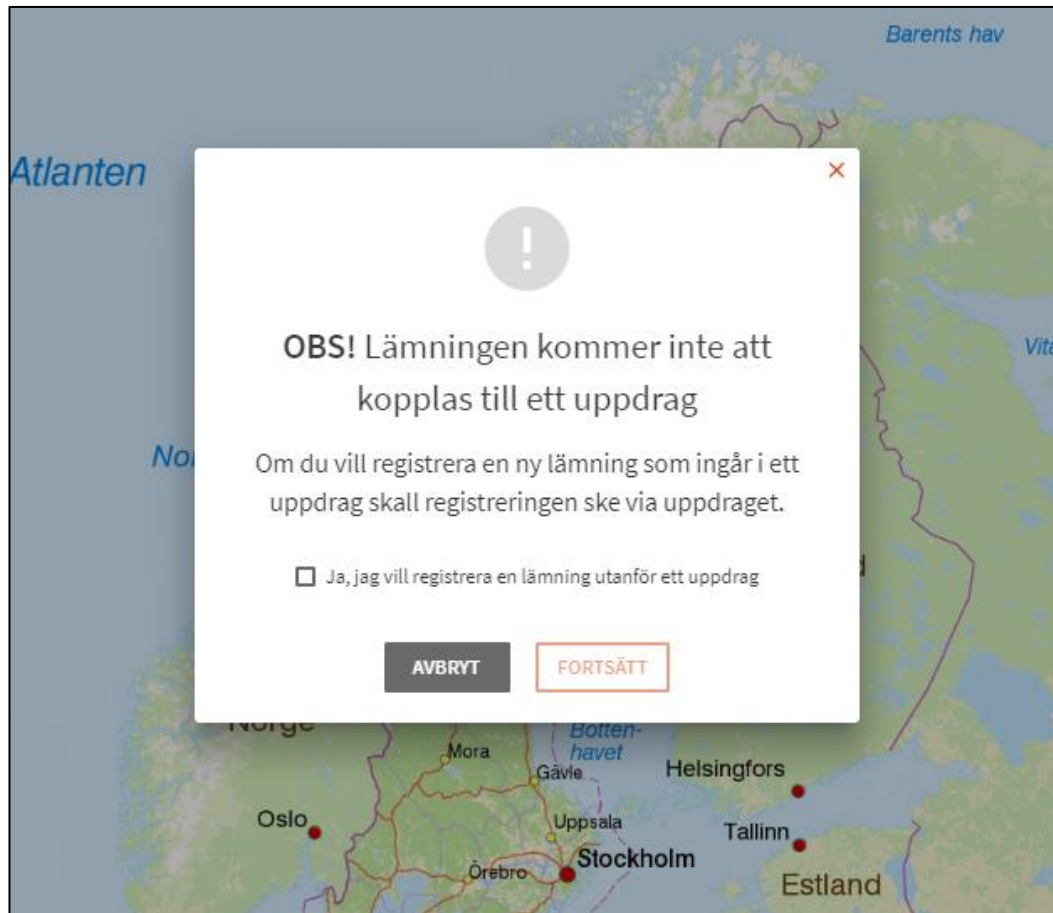 Barents hav
Atlanten
OBS! Lämningen kommer inte att
kopplas till ett uppdrag
Om du vill registrera en ny lämning som ingår i ett
uppdrag skall registreringen ske via uppdraget.
Ja, jag vill registrera en lämning utanför ett uppdrag
AVBRYT
FORTSÄTT
Norge
Botten-
havet
Mora
Gävle
Helsingfors
Oslo
Uppsala
Tallinn
Stockholm
Örebro
Estland